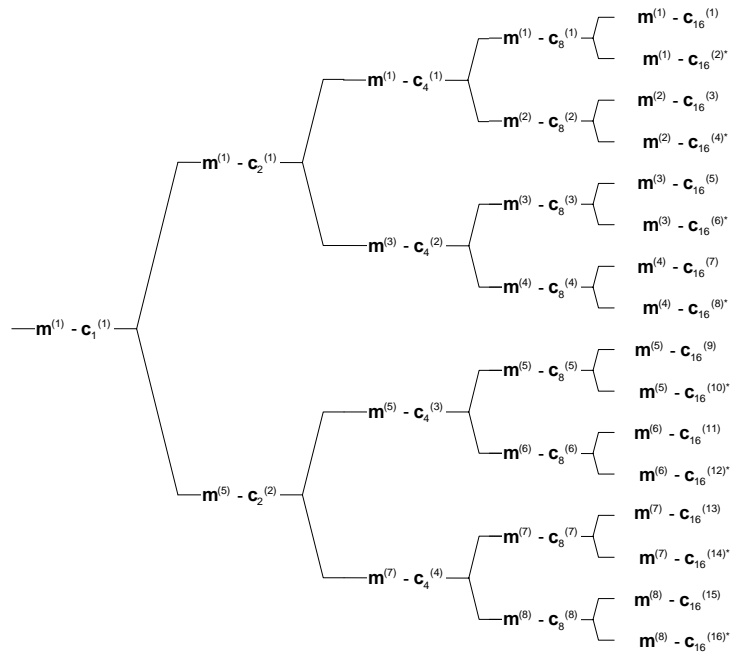 m(1) - c16(1)
m(1) - c8(1)
m(1) - c16(2)*
m(1) - c4(1)
m(2) - c16(3)
m(2) - c8(2)
m(2) - c16(4)*
m(1) - c2(1)
m(3) - c16(5)
m(3) - c8(3)
m(3) - c16(6)*
m(3) - c4(2)
m(4) - c16(7)
m(4) - c8(4)
m(4) - c16(8)*
m(1) - c1(1)
m(5) - c16(9)
m(5) - c8(5)
m(5) - c16(10)*
m(5) - c4(3)
m(6) - c16(11)
m(6) - c8(6)
m(6) - c16(12)*
m(5) - c2(2)
m(7) - c16(13)
m(7) - c8(7)
m(7) - c16(14)*
m(7) - c4(4)
m(8) - c16(15)
m(8) - c8(8)
m(8) - c16(16)*